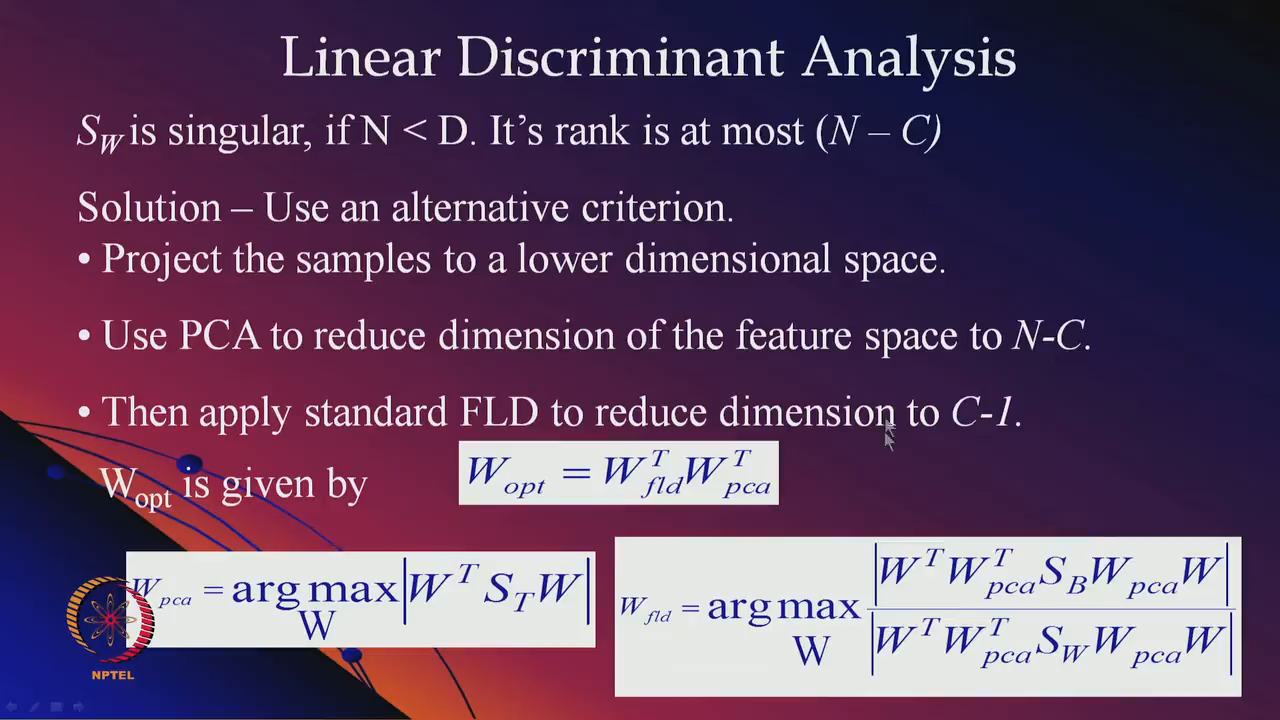 Linear Discriminant Analysis
S_W is singular, if N < D. It's rank is at most (N – C)
Solution – Use an alternative criterion.
• Project the samples to a lower dimensional space.
• Use PCA to reduce dimension of the feature space to N-C.
• Then apply standard FLD to reduce dimension to C-1.
W_opt is given by W_opt = W_fld^T W_pca^T
W_pca = arg max_W |W^T S_T W|
W_fld = arg max_W |W^T W_pca^T S_B W_pca W| / |W^T W_pca^T S_W W_pca W|
NPTEL